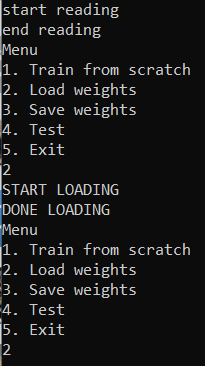 start reading
end reading
Menu
1. Train from scratch
2. Load weights
3. Save weights
4. Test
5. Exit
2
START LOADING
DONE LOADING
Menu
1. Train from scratch
2. Load weights
3. Save weights
4. Test
5. Exit
2